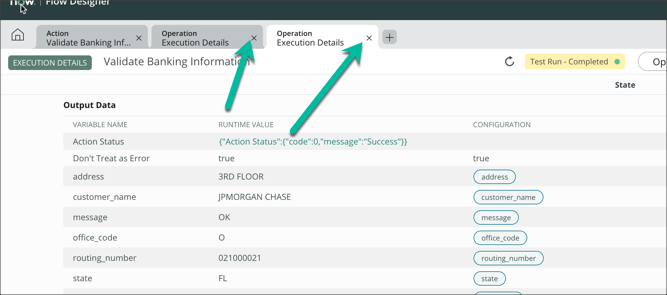 now. Flow Designer
Action
Validate Banking Inf...
Operation
Execution Details
Operation
Execution Details
EXECUTION DETAILS Validate Banking Information Test Run - Completed Op
State
Output Data
VARIABLE NAME RUNTIME VALUE CONFIGURATION
Action Status {"Action Status":{"code":0,"message":"Success"}}
Don't Treat as Error true true
address 3RD FLOOR address
customer_name JPMORGAN CHASE customer_name
message OK message
office_code O office_code
routing_number 021000021 routing_number
state FL state